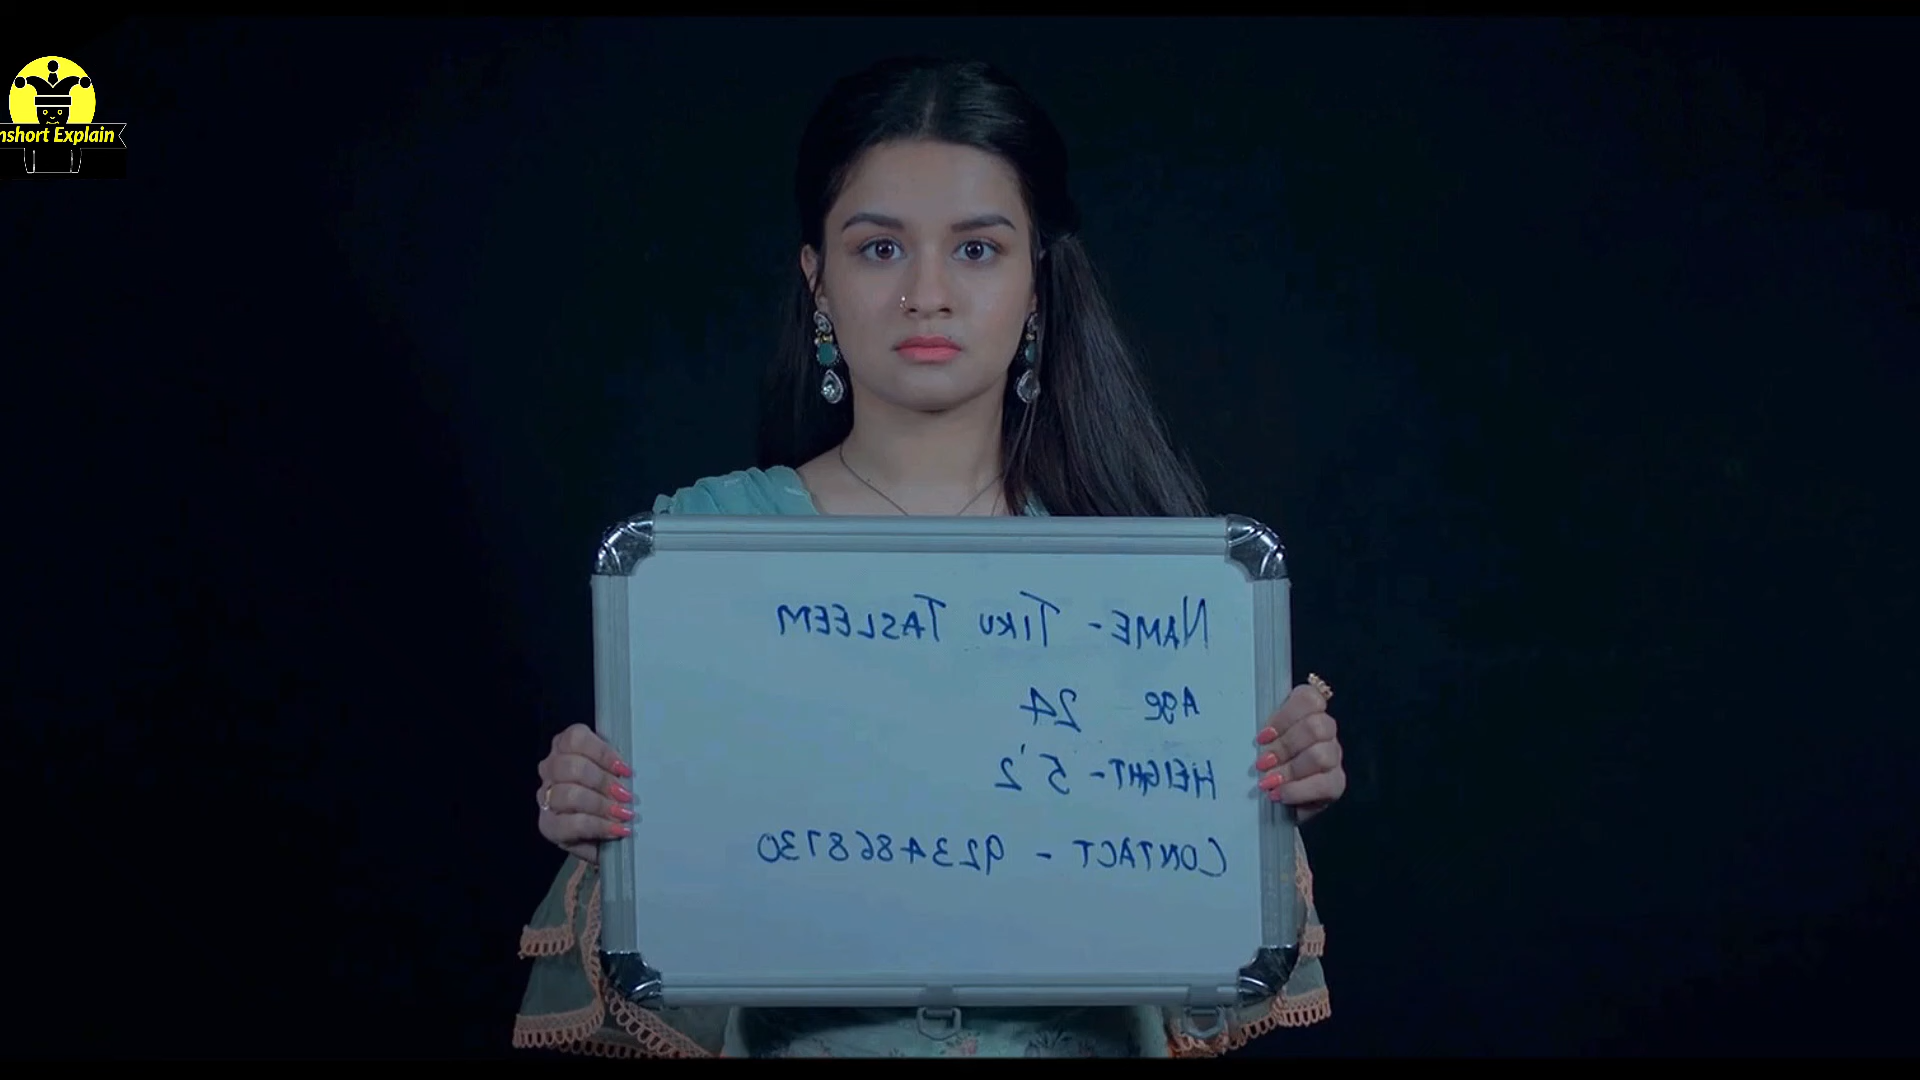 nshort Explain
NAME- TIKU TASLEEM
Age 24
HEIGHT- 5'2
CONTACT - 9234868730